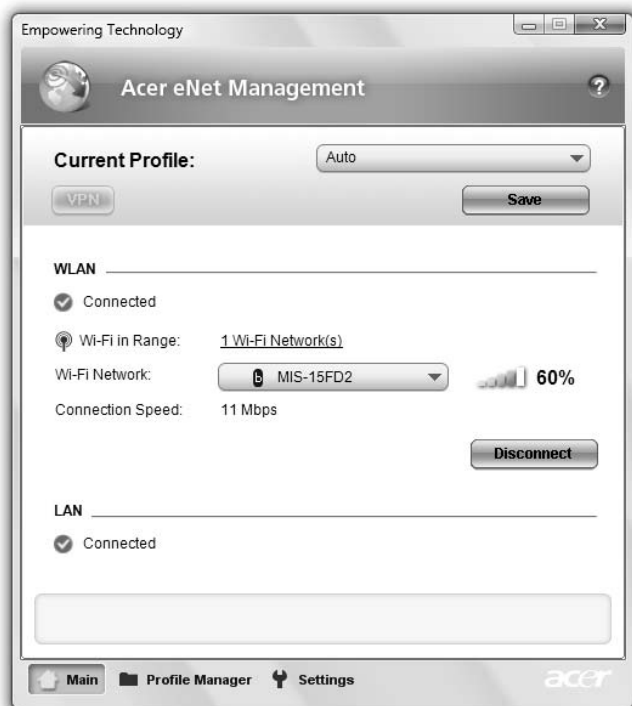 Empowering Technology
Acer eNet Management
?
Current Profile:
Auto
VPN
Save
WLAN
Connected
Wi-Fi in Range: 1 Wi-Fi Network(s)
Wi-Fi Network: b MIS-15FD2 60%
Connection Speed: 11 Mbps
Disconnect
LAN
Connected
Main Profile Manager Settings acer